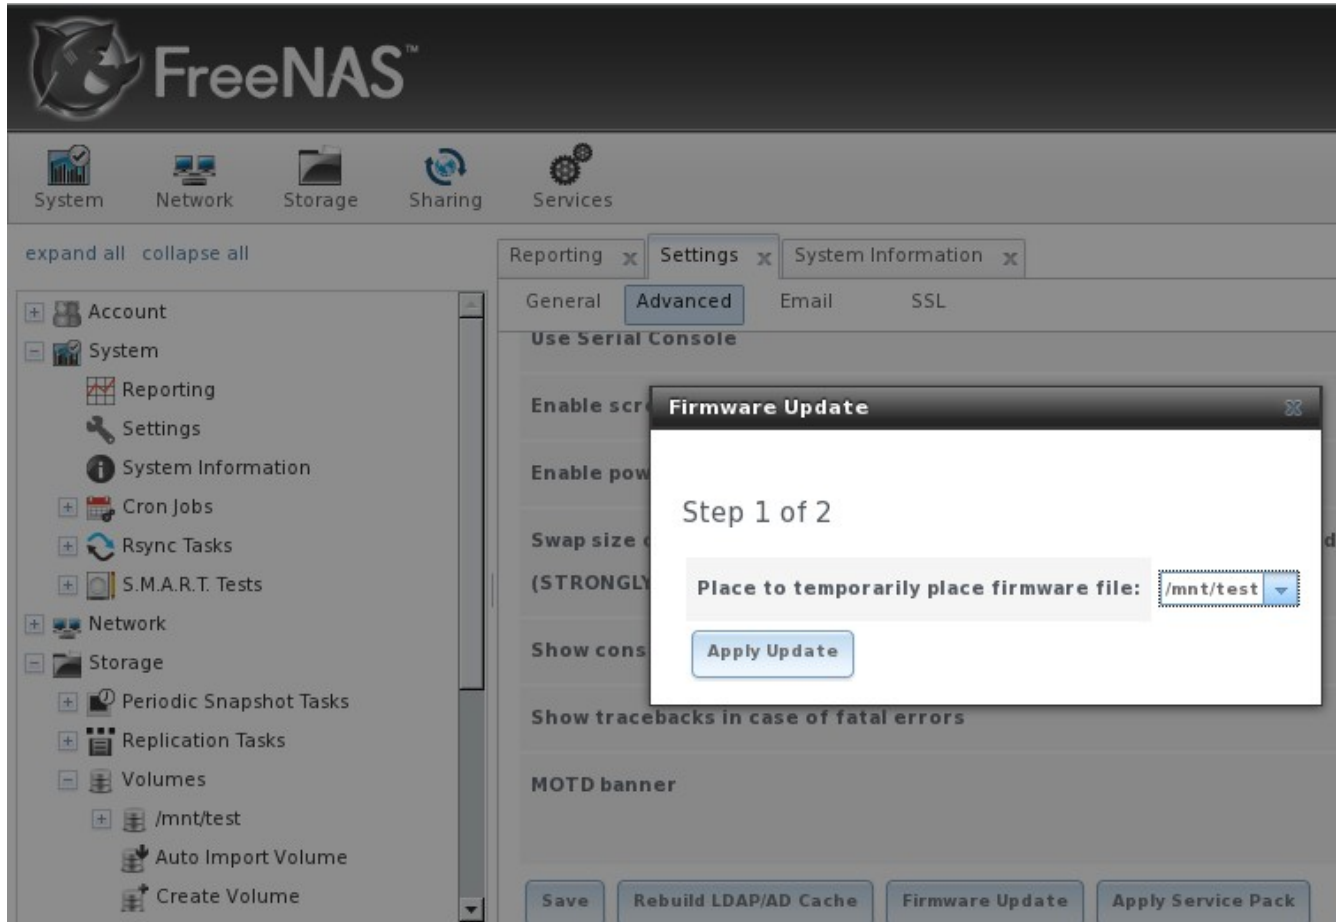 FreeNAS™
System Network Storage Sharing Services
expand all collapse all
Account
System
Reporting
Settings
System Information
Cron Jobs
Rsync Tasks
S.M.A.R.T. Tests
Network
Storage
Periodic Snapshot Tasks
Replication Tasks
Volumes
/mnt/test
Auto Import Volume
Create Volume
Reporting x Settings x System Information x
General Advanced Email SSL
Use Serial Console
Enable scr
Enable pow
Swap size
(STRONGLY
Show cons
Show tracebacks in case of fatal errors
MOTD banner
Save Rebuild LDAP/AD Cache Firmware Update Apply Service Pack
Firmware Update
Step 1 of 2
Place to temporarily place firmware file: /mnt/test
Apply Update